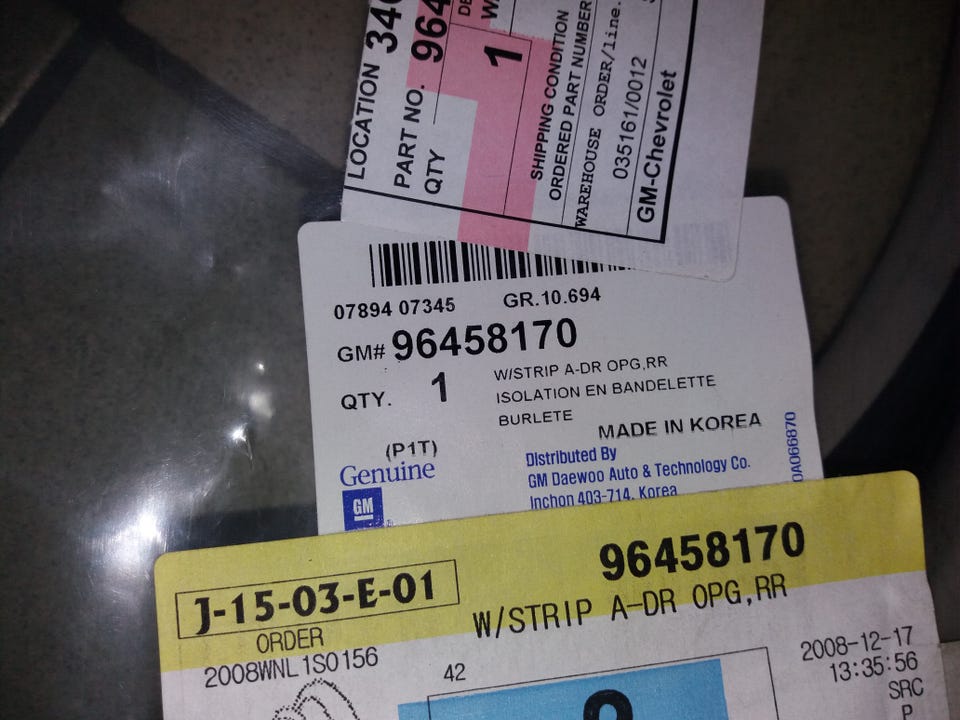 LOCATION 340
PART NO. 964
QTY 1
SHIPPING CONDITION
ORDERED PART NUMBER
WAREHOUSE ORDER/line.
035161/0012
GM-Chevrolet
07894 07345 GR.10.694
GM# 96458170
QTY. 1
W/STRIP A-DR OPG,RR
ISOLATION EN BANDELETTE
BURLETE
MADE IN KOREA
(P1T)
Genuine
GM
Distributed By
GM Daewoo Auto & Technology Co.
Inchon 403-714, Korea
0A066870
96458170
J-15-03-E-01
W/STRIP A-DR OPG,RR
ORDER
2008WNL1S0156
42
2008-12-17
13:35:56
SRC
P